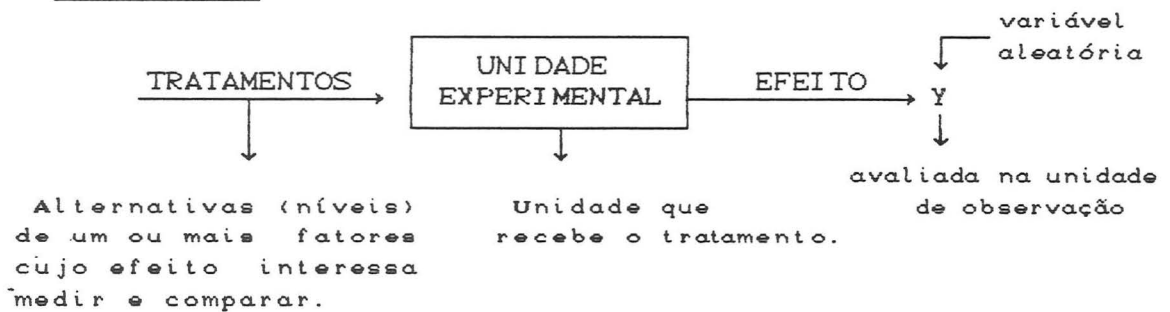 variável
aleatória
TRATAMENTOS
UNIDADE
EXPERIMENTAL
EFEITO
Y
avaliada na unidade
de observação
Alternativas (níveis)
de um ou mais fatores
cujo efeito interessa
medir e comparar.
Unidade que
recebe o tratamento.